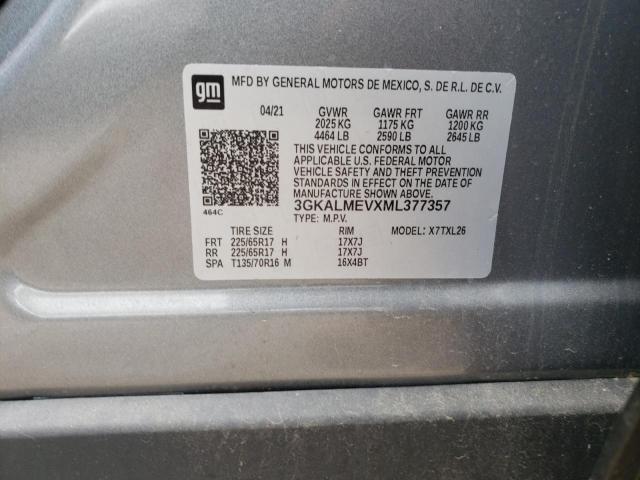 gm
MFD BY GENERAL MOTORS DE MEXICO, S. DE R.L. DE C.V.
04/21 GVWR GAWR FRT GAWR RR
2025 KG 1175 KG 1200 KG
4464 LB 2590 LB 2645 LB
THIS VEHICLE CONFORMS TO ALL
APPLICABLE U.S. FEDERAL MOTOR
VEHICLE SAFETY AND THEFT PREVENTION
STANDARDS IN EFFECT ON THE DATE OF
MANUFACTURE SHOWN ABOVE.
464C 3GKALMEVXML377357
TYPE: M.P.V.
TIRE SIZE RIM MODEL: X7TXL26
FRT 225/65R17 H 17X7J
RR 225/65R17 H 17X7J
SPA T135/70R16 M 16X4BT